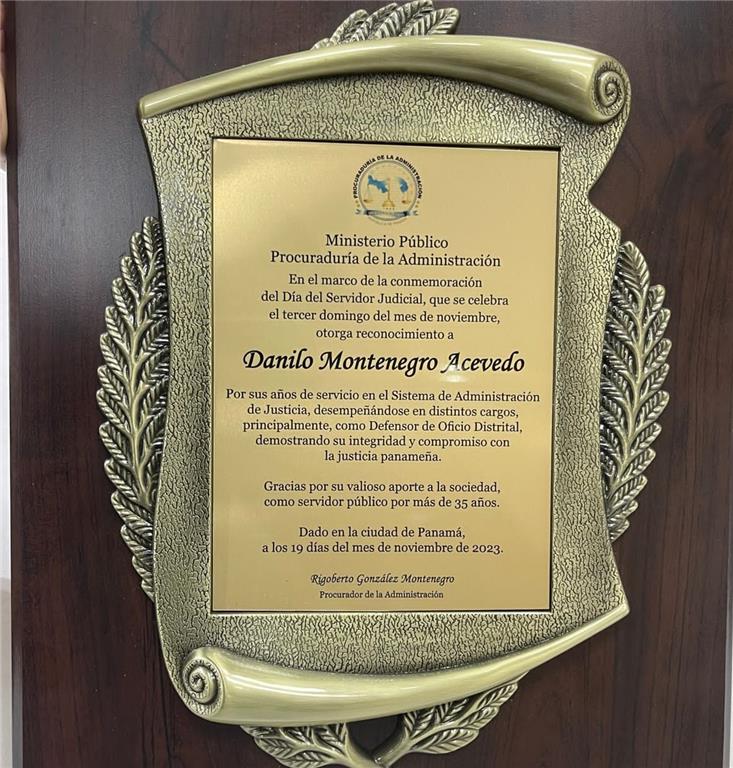 PROCURADURÍA DE LA ADMINISTRACIÓN
Ministerio Público
Procuraduría de la Administración
En el marco de la conmemoración
del Día del Servidor Judicial, que se celebra
el tercer domingo del mes de noviembre,
otorga reconocimiento a
Danilo Montenegro Acevedo
Por sus años de servicio en el Sistema de Administración
de Justicia, desempeñándose en distintos cargos,
principalmente, como Defensor de Oficio Distrital,
demostrando su integridad y compromiso con
la justicia panameña.
Gracias por su valioso aporte a la sociedad,
como servidor público por más de 35 años.
Dado en la ciudad de Panamá,
a los 19 días del mes de noviembre de 2023.
Rigoberto González Montenegro
Procurador de la Administración